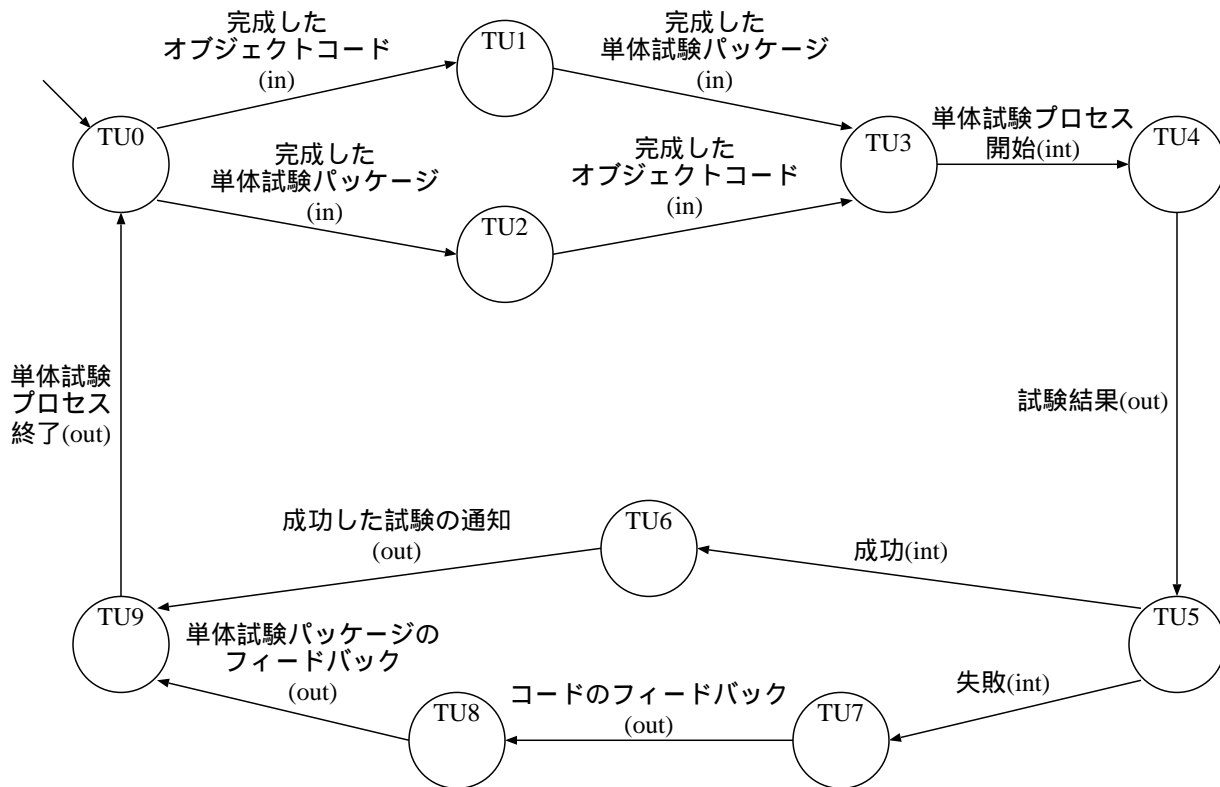 完成した
オブジェクトコード
(in)
TU1
完成した
単体試験パッケージ
(in)
TU0
完成した
単体試験パッケージ
(in)
TU2
完成した
オブジェクトコード
(in)
TU3
単体試験プロセス
開始(int)
TU4
単体試験
プロセス
終了(out)
試験結果(out)
成功した試験の通知
(out)
TU6
成功(int)
TU9
単体試験パッケージの
フィードバック
(out)
TU8
コードのフィードバック
(out)
TU7
失敗(int)
TU5